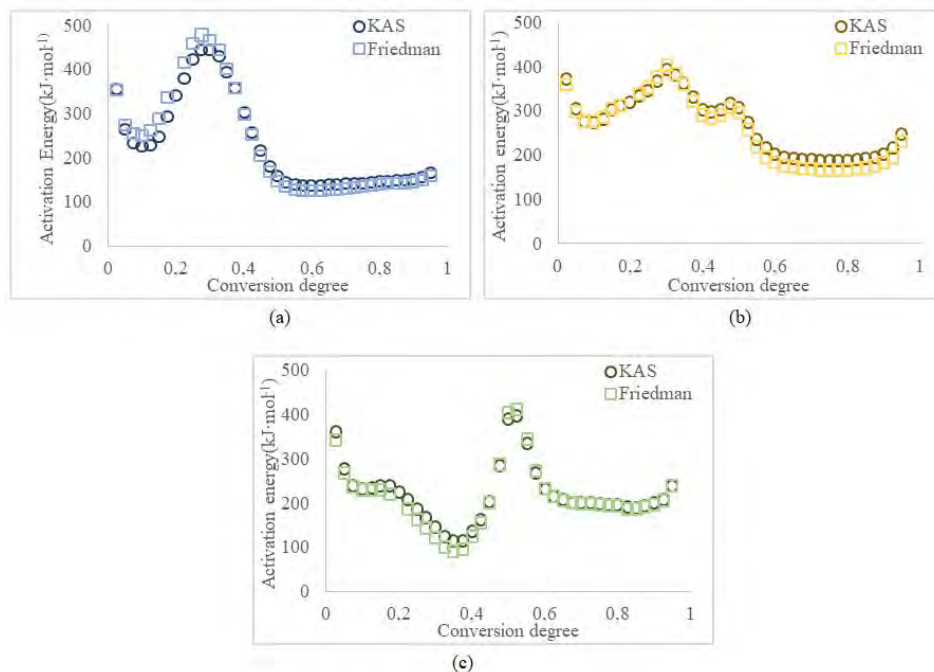 500
400
300
200
100
0
Activation Energy(kJ·mol-1)
KAS
Friedman
0 0,2 0,4 0,6 0,8 1
Conversion degree
(a)
500
400
300
200
100
0
Activation energy(kJ·mol-1)
KAS
Friedman
0 0,2 0,4 0,6 0,8 1
Conversion degree
(b)
500
400
300
200
100
0
Activation energy(kJ·mol-1)
KAS
Friedman
0 0,2 0,4 0,6 0,8 1
Conversion degree
(c)